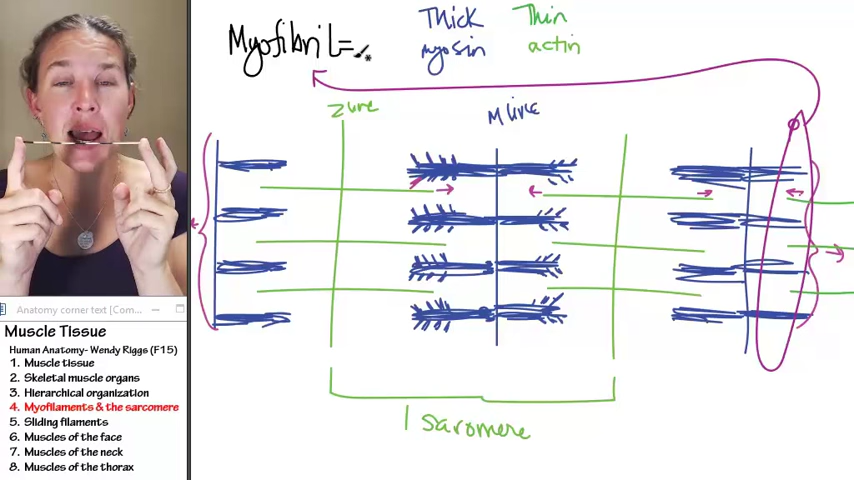 Myofibril=
Thick
myosin
Thin
actin
Z line
M line
1 saromere
Anatomy corner text [Com...
Muscle Tissue
Human Anatomy- Wendy Riggs (F15)
1. Muscle tissue
2. Skeletal muscle organs
3. Hierarchical organization
4. Myofilaments & the sarcomere
5. Sliding filaments
6. Muscles of the face
7. Muscles of the neck
8. Muscles of the thorax